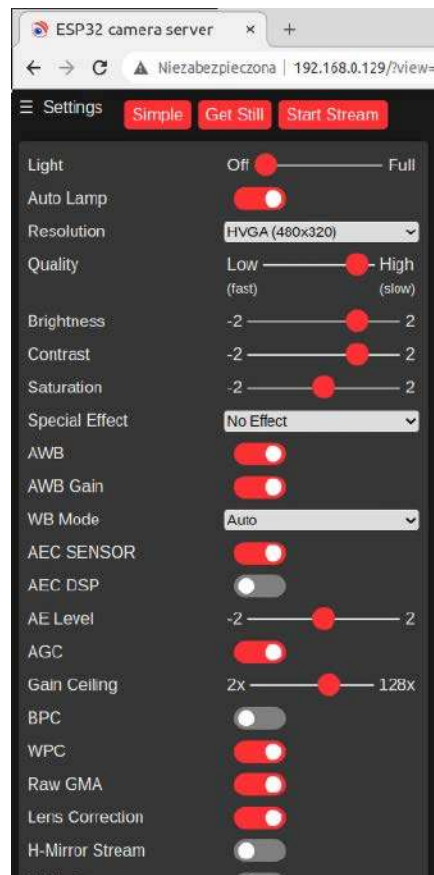 ESP32 camera server × +
Niezabezpieczona | 192.168.0.129/?view=
☰ Settings Simple Get Still Start Stream
Light Off Full
Auto Lamp
Resolution HVGA (480x320)
Quality Low High
(fast) (slow)
Brightness -2 2
Contrast -2 2
Saturation -2 2
Special Effect No Effect
AWB
AWB Gain
WB Mode Auto
AEC SENSOR
AEC DSP
AE Level -2 2
AGC
Gain Ceiling 2x 128x
BPC
WPC
Raw GMA
Lens Correction
H-Mirror Stream